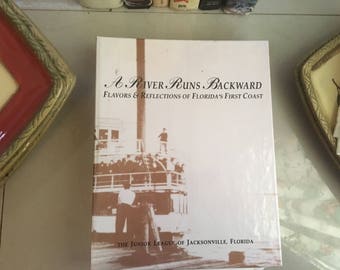 A River Runs Backward
Flavors & Reflections of Florida's First Coast
The Junior League of Jacksonville, Florida